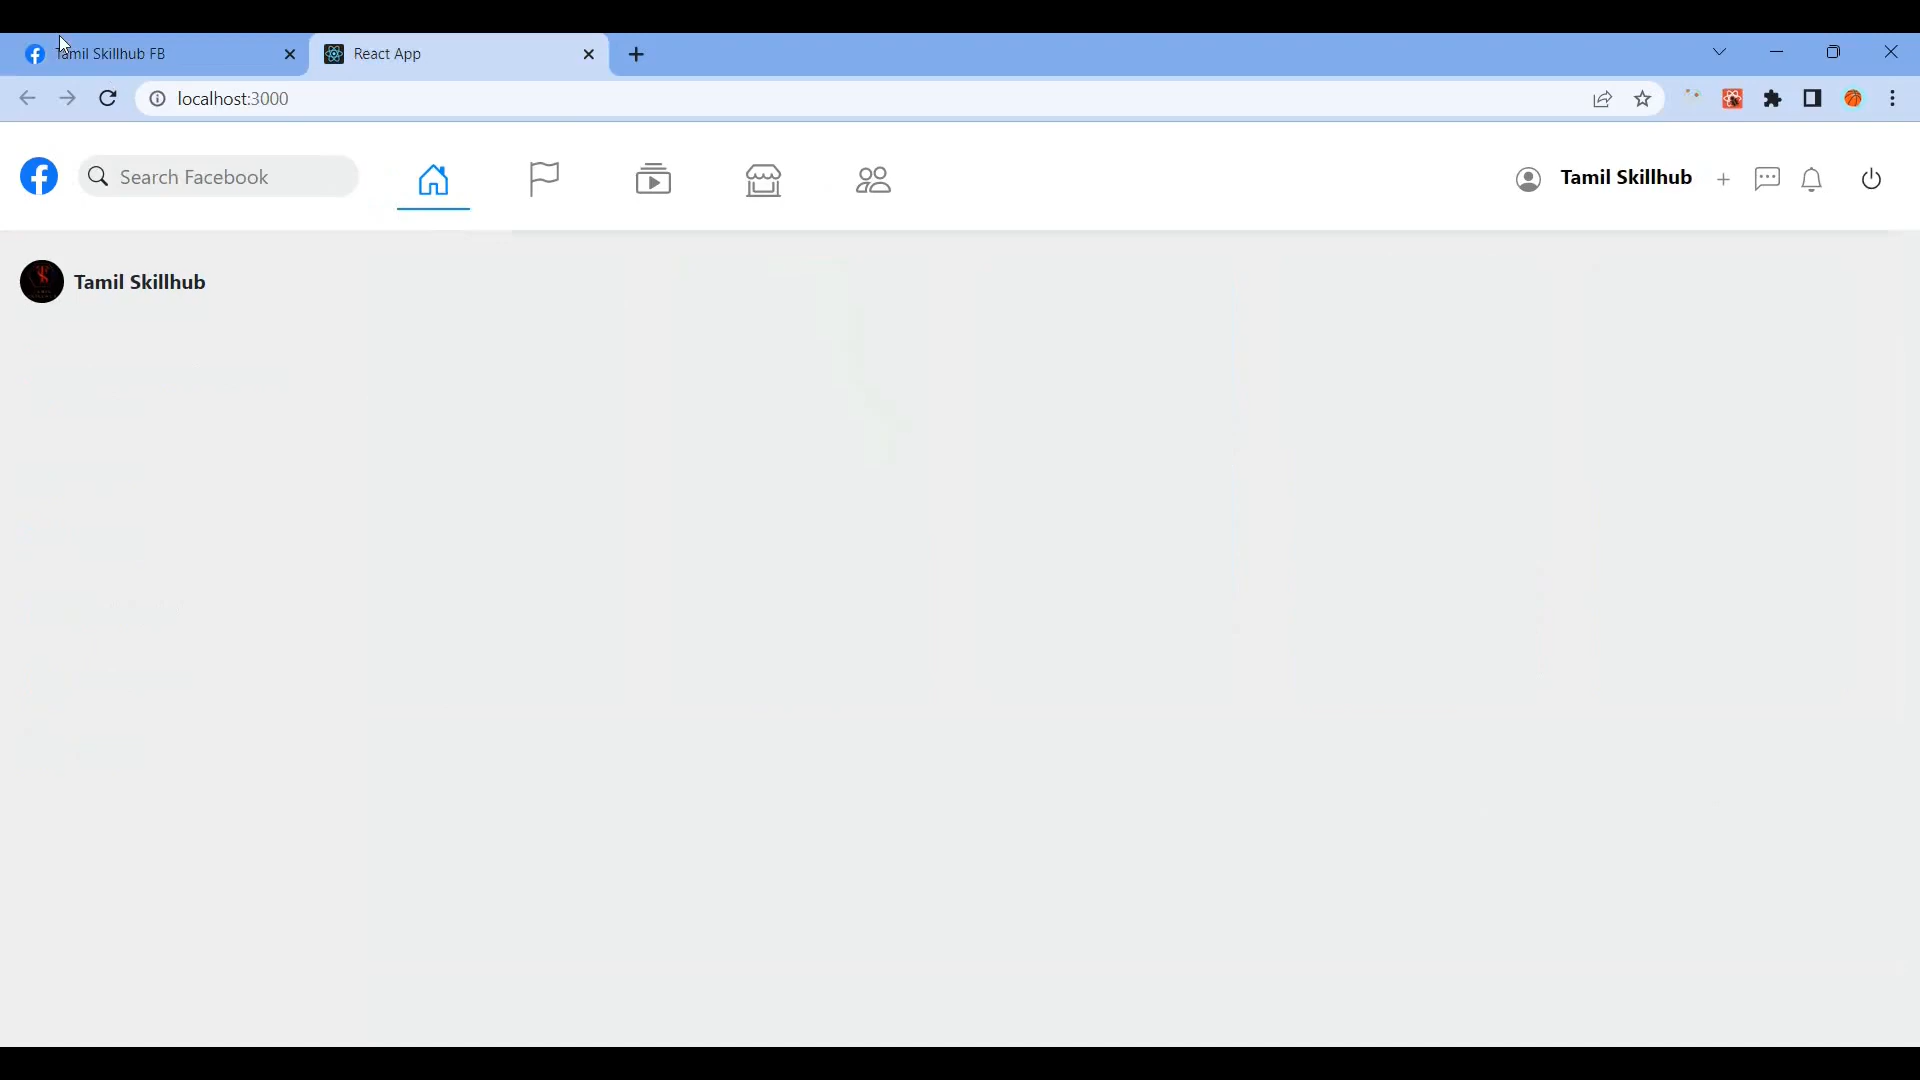 Tamil Skillhub FB
React App
localhost:3000
Search Facebook
Tamil Skillhub
Tamil Skillhub